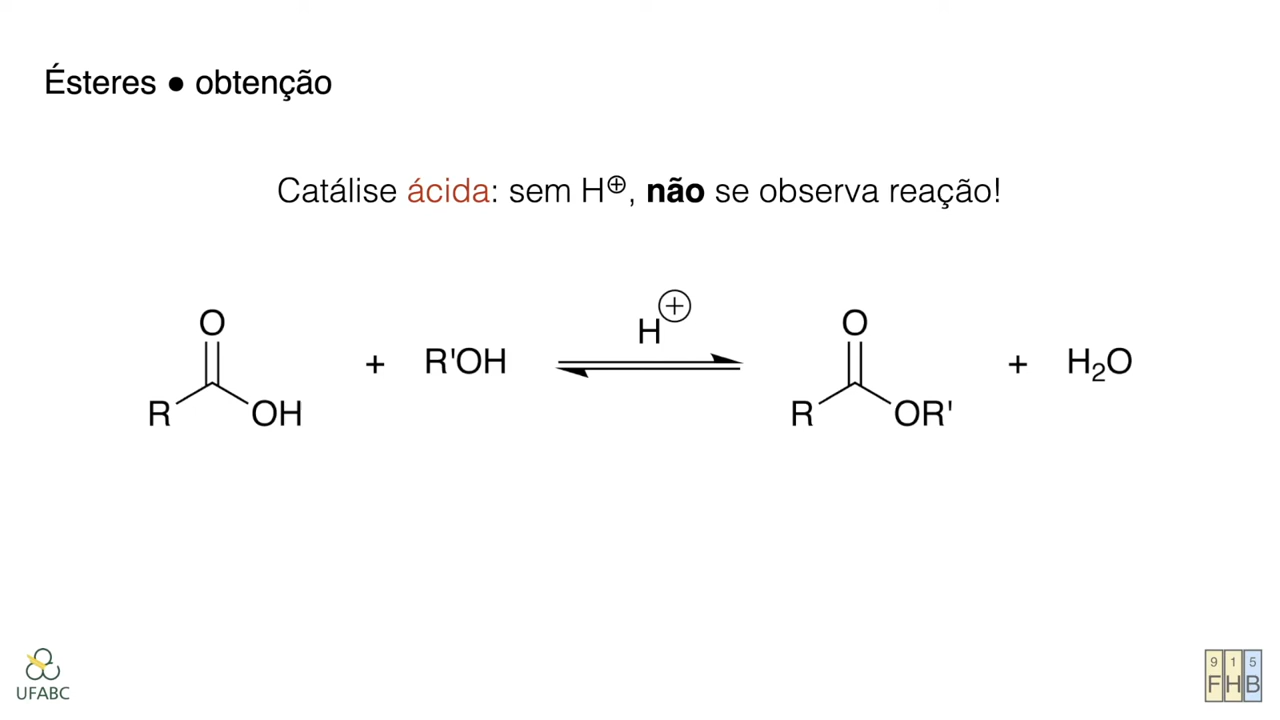 Ésteres ● obtenção
Catálise ácida: sem H⊕, não se observa reação!
H⊕
O
R OH
+ R'OH
O
R OR'
+ H₂O
UFABC
9 1 5
F H B